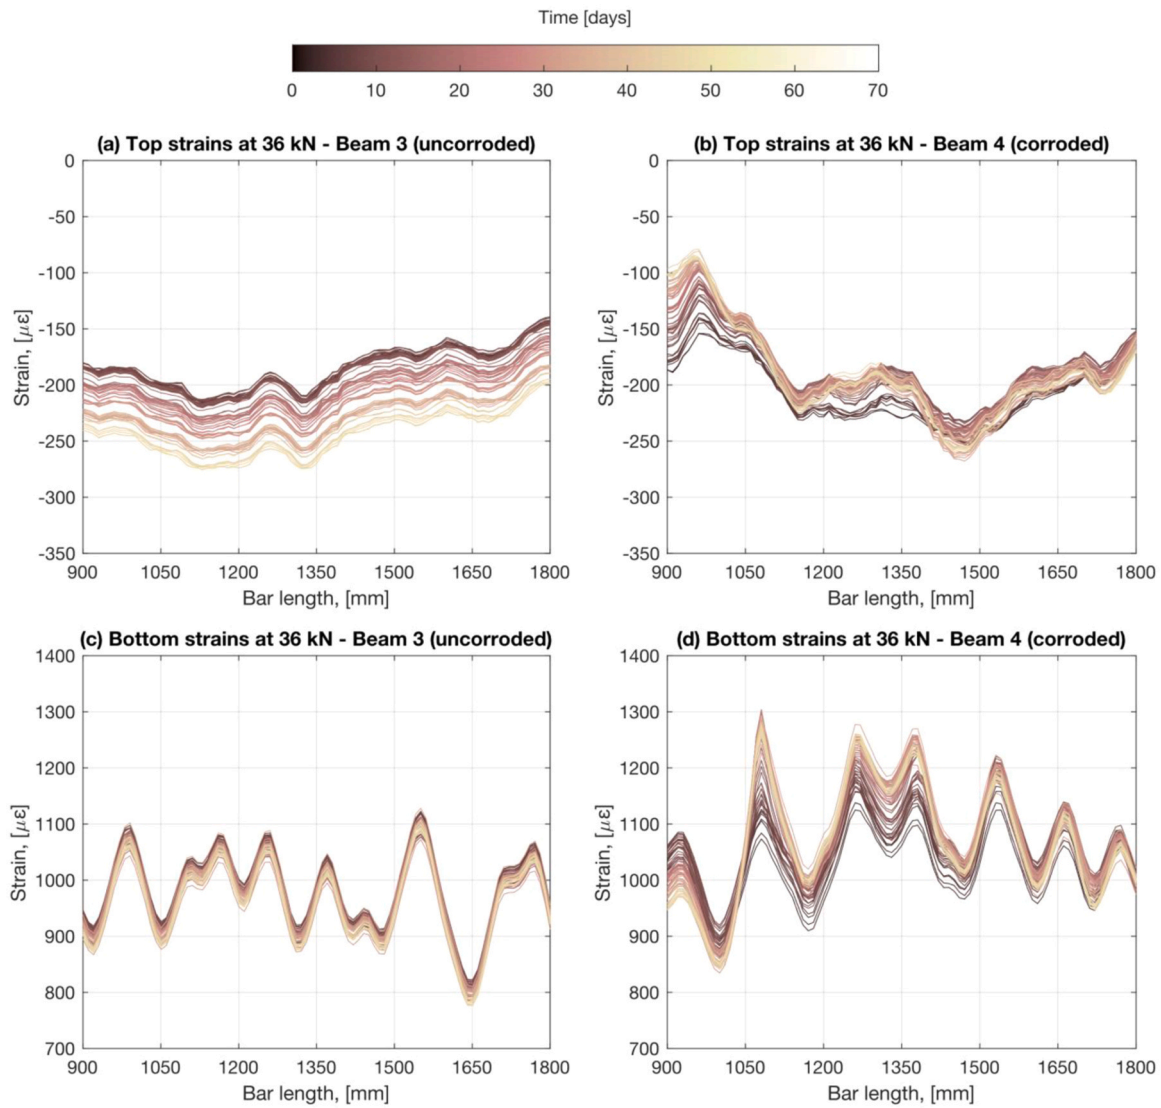 Time [days]
0 10 20 30 40 50 60 70
(a) Top strains at 36 kN - Beam 3 (uncorroded)
0
-50
-100
-150
-200
-250
-300
-350
Strain, [με]
900 1050 1200 1350 1500 1650 1800
Bar length, [mm]
(b) Top strains at 36 kN - Beam 4 (corroded)
0
-50
-100
-150
-200
-250
-300
-350
Strain, [με]
900 1050 1200 1350 1500 1650 1800
Bar length, [mm]
(c) Bottom strains at 36 kN - Beam 3 (uncorroded)
1400
1300
1200
1100
1000
900
800
700
Strain, [με]
900 1050 1200 1350 1500 1650 1800
Bar length, [mm]
(d) Bottom strains at 36 kN - Beam 4 (corroded)
1400
1300
1200
1100
1000
900
800
700
Strain, [με]
900 1050 1200 1350 1500 1650 1800
Bar length, [mm]